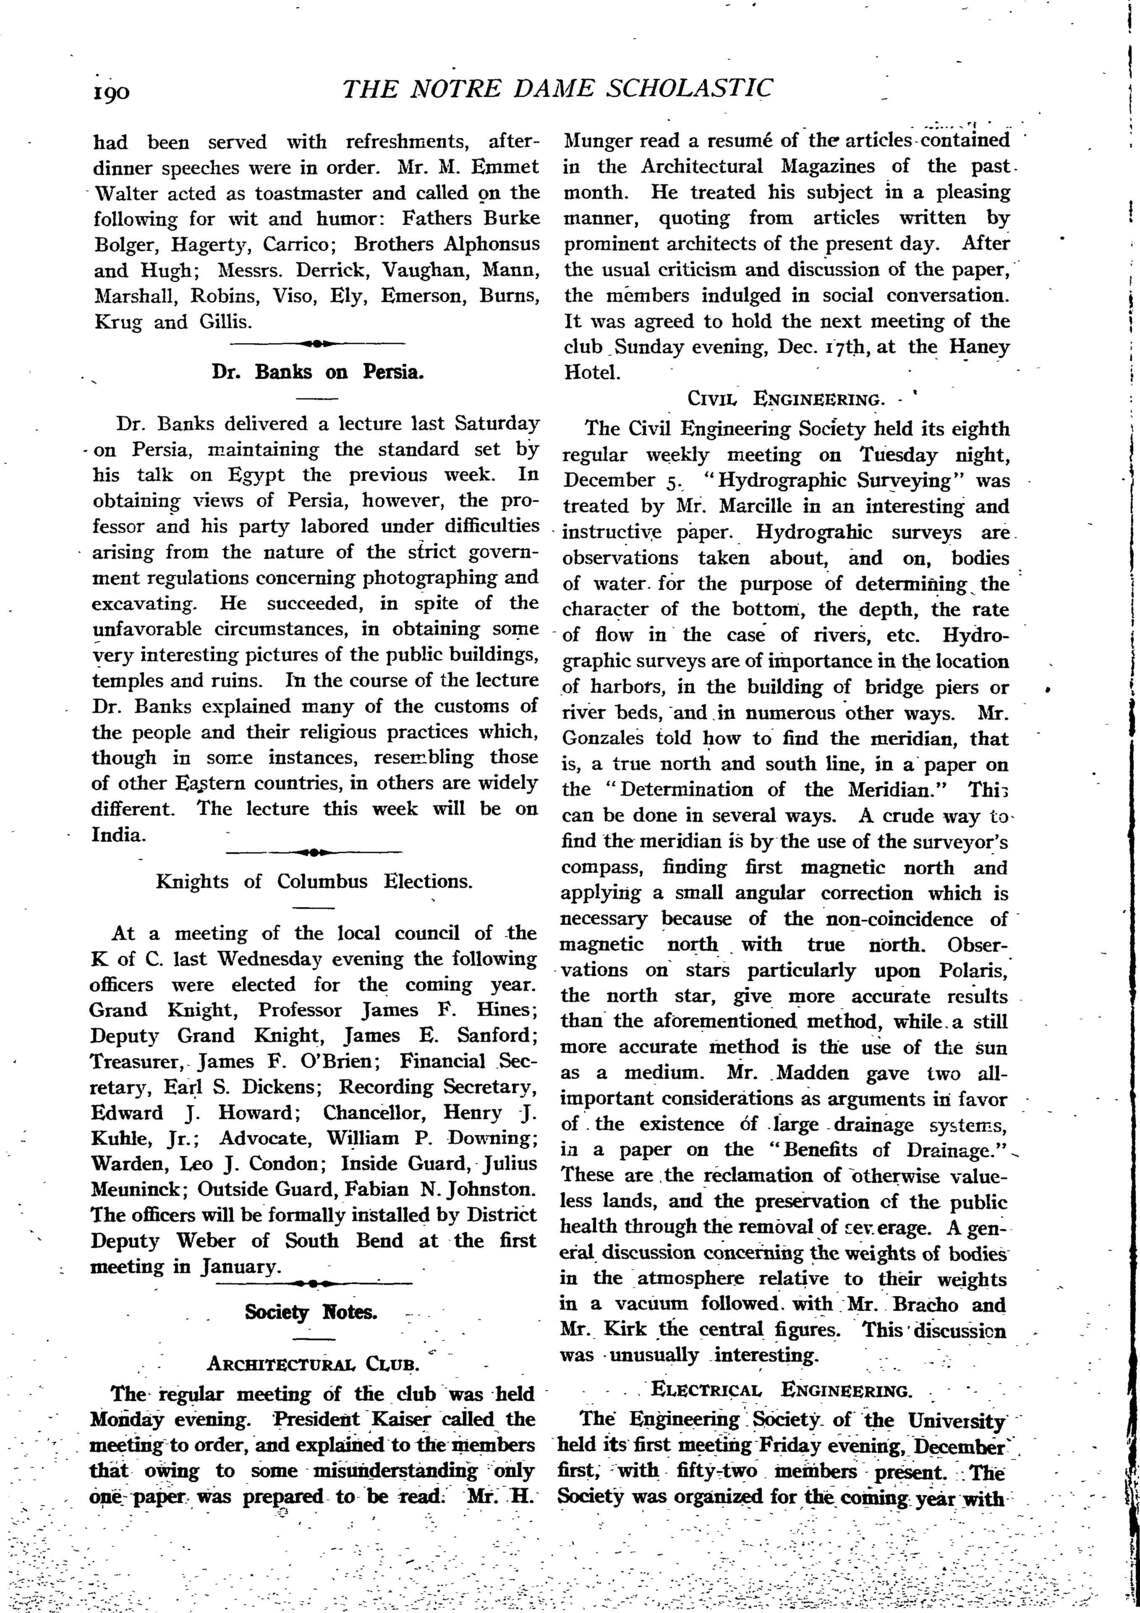 190
THE NOTRE DAME SCHOLASTIC
had been served with refreshments, after-
dinner speeches were in order. Mr. M. Emmet
Walter acted as toastmaster and called on the
following for wit and humor: Fathers Burke
Bolger, Hagerty, Carrico; Brothers Alphonsus
and Hugh; Messrs. Derrick, Vaughan, Mann,
Marshall, Robins, Viso, Ely, Emerson, Burns,
Krug and Gillis.
Dr. Banks on Persia.
Dr. Banks delivered a lecture last Saturday
on Persia, maintaining the standard set by
his talk on Egypt the previous week. In
obtaining views of Persia, however, the pro-
fessor and his party labored under difficulties
arising from the nature of the strict govern-
ment regulations concerning photographing and
excavating. He succeeded, in spite of the
unfavorable circumstances, in obtaining some
very interesting pictures of the public buildings,
temples and ruins. In the course of the lecture
Dr. Banks explained many of the customs of
the people and their religious practices which,
though in some instances, resembling those
of other Eastern countries, in others are widely
different. The lecture this week will be on
India.
Knights of Columbus Elections.
At a meeting of the local council of the
K of C. last Wednesday evening the following
officers were elected for the coming year.
Grand Knight, Professor James F. Hines;
Deputy Grand Knight, James E. Sanford;
Treasurer, James F. O'Brien; Financial Sec-
retary, Earl S. Dickens; Recording Secretary,
Edward J. Howard; Chancellor, Henry J.
Kuhle, Jr.; Advocate, William P. Downing;
Warden, Leo J. Condon; Inside Guard, Julius
Meuninck; Outside Guard, Fabian N. Johnston.
The officers will be formally installed by District
Deputy Weber of South Bend at the first
meeting in January.
Society Notes.
ARCHITECTURAL CLUB.
The regular meeting of the club was held
Monday evening. President Kaiser called the
meeting to order, and explained to the members
that owing to some misunderstanding only
one paper was prepared to be read. Mr. H.
Munger read a resumé of the articles contained
in the Architectural Magazines of the past
month. He treated his subject in a pleasing
manner, quoting from articles written by
prominent architects of the present day. After
the usual criticism and discussion of the paper,
the members indulged in social conversation.
It was agreed to hold the next meeting of the
club Sunday evening, Dec. 17th, at the Haney
Hotel.
CIVIL ENGINEERING.
The Civil Engineering Society held its eighth
regular weekly meeting on Tuesday night,
December 5. "Hydrographic Surveying" was
treated by Mr. Marcille in an interesting and
instructive paper. Hydrograhic surveys are
observations taken about, and on, bodies
of water for the purpose of determining the
character of the bottom, the depth, the rate
of flow in the case of rivers, etc. Hydro-
graphic surveys are of importance in the location
of harbors, in the building of bridge piers or
river beds, and in numerous other ways. Mr.
Gonzales told how to find the meridian, that
is, a true north and south line, in a paper on
the "Determination of the Meridian." This
can be done in several ways. A crude way to
find the meridian is by the use of the surveyor's
compass, finding first magnetic north and
applying a small angular correction which is
necessary because of the non-coincidence of
magnetic north with true north. Obser-
vations on stars particularly upon Polaris,
the north star, give more accurate results
than the aforementioned method, while a still
more accurate method is the use of the sun
as a medium. Mr. Madden gave two all-
important considerations as arguments in favor
of the existence of large drainage systems,
in a paper on the "Benefits of Drainage."
These are the reclamation of otherwise value-
less lands, and the preservation of the public
health through the removal of severage. A gen-
eral discussion concerning the weights of bodies
in the atmosphere relative to their weights
in a vacuum followed with Mr. Bracho and
Mr. Kirk the central figures. This discussion
was unusually interesting.
ELECTRICAL ENGINEERING.
The Engineering Society of the University
held its first meeting Friday evening, December
first, with fifty-two members present. The
Society was organized for the coming year with